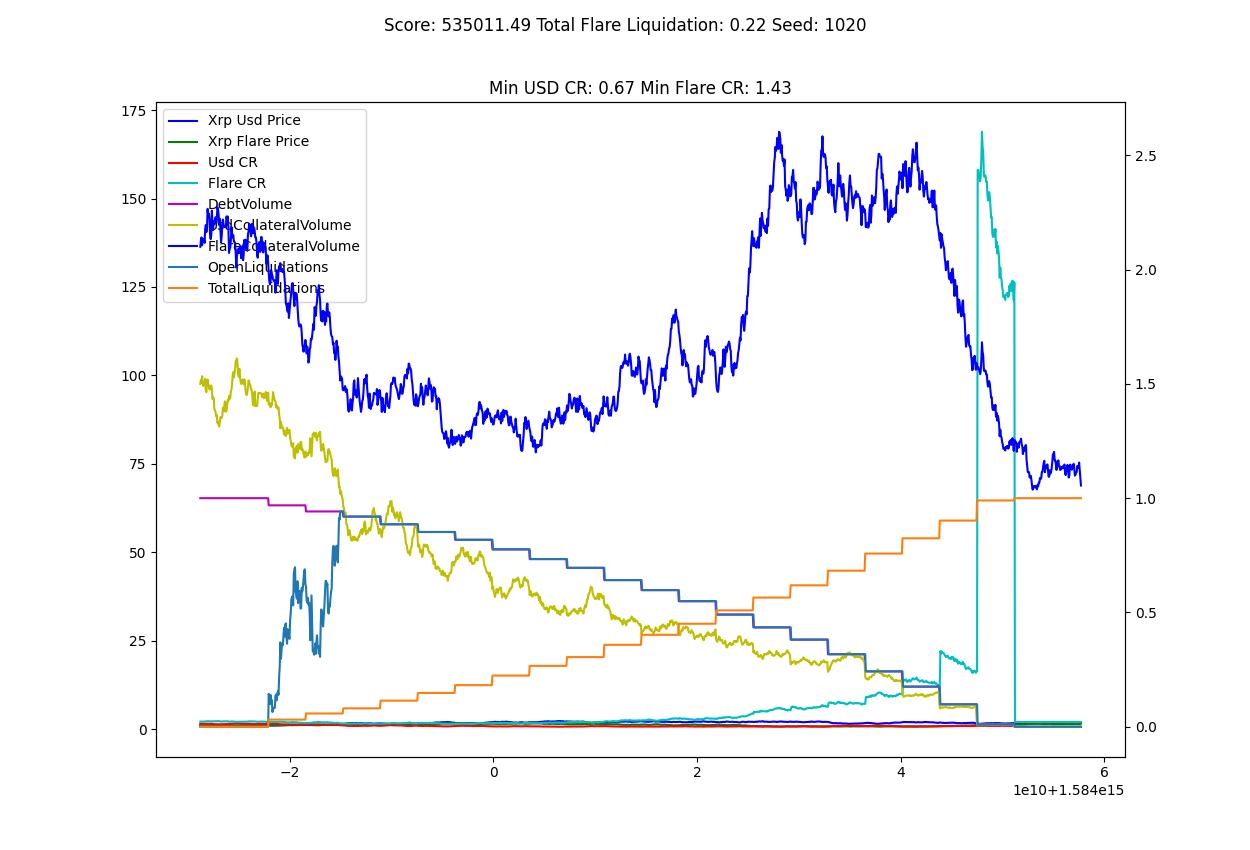 Score: 535011.49 Total Flare Liquidation: 0.22 Seed: 1020
Min USD CR: 0.67 Min Flare CR: 1.43
175
150
125
100
75
50
25
0
Xrp Usd Price
Xrp Flare Price
Usd CR
Flare CR
DebtVolume
UsdCollateralVolume
FlareCollateralVolume
OpenLiquidations
TotalLiquidations
2.5
2.0
1.5
1.0
0.5
0.0
−2
0
2
4
6
1e10+1.584e15